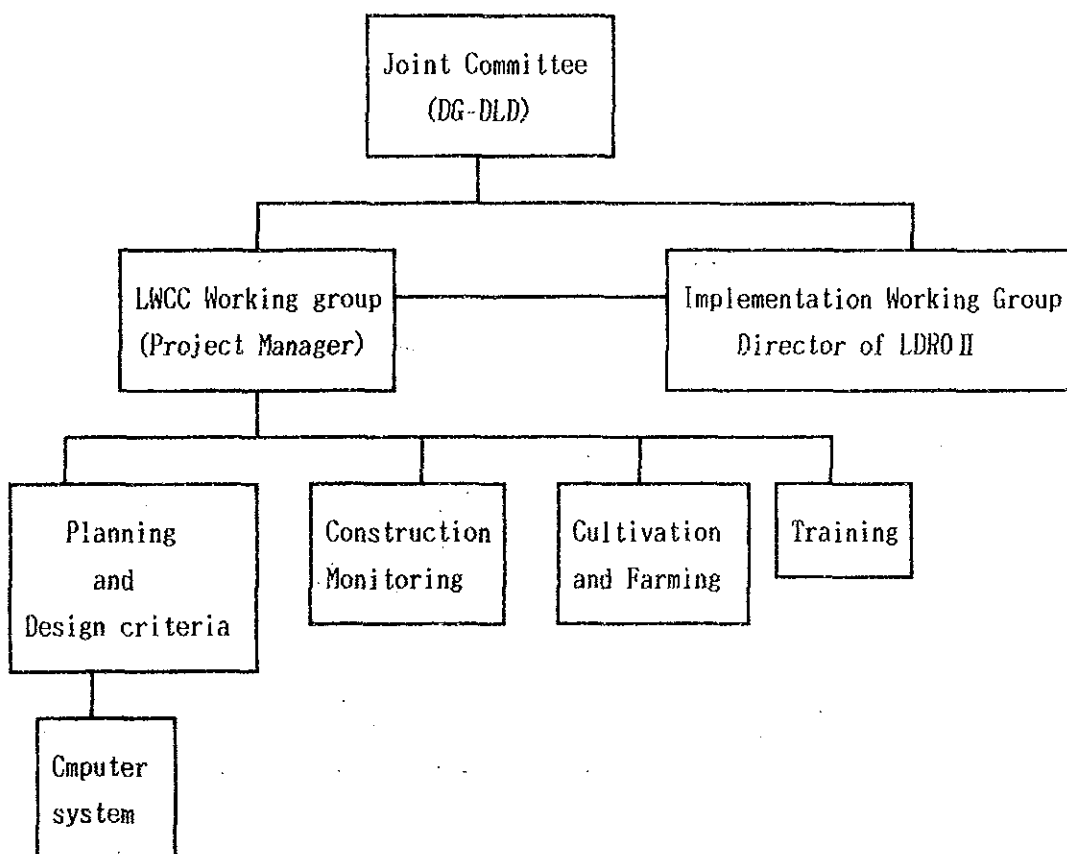 Joint Committee
(DG-DLD)
LWCC Working group
(Project Manager)
Implementation Working Group
Director of LDRO Ⅱ
Planning
and
Design criteria
Construction
Monitoring
Cultivation
and Farming
Training
Cmputer
system